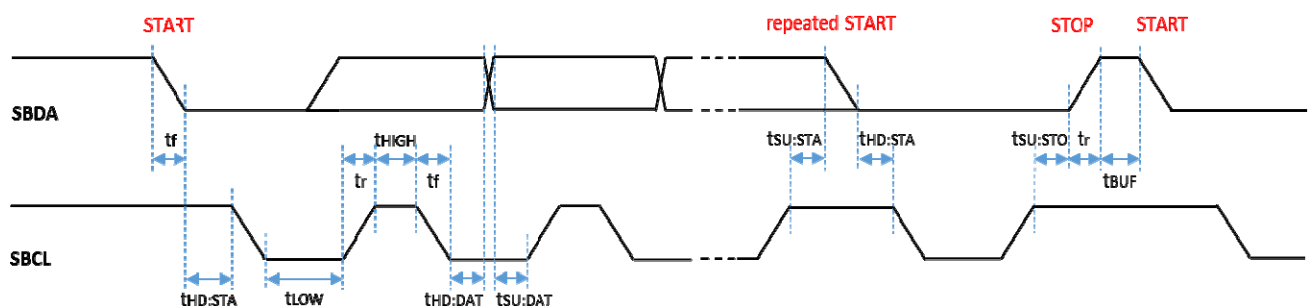 START repeated START STOP START
SBDA
tf tHIGH tr tf tSU:STA tHD:STA tSU:STO tr tBUF
SBCL
tHD:STA tLOW tHD:DAT tSU:DAT